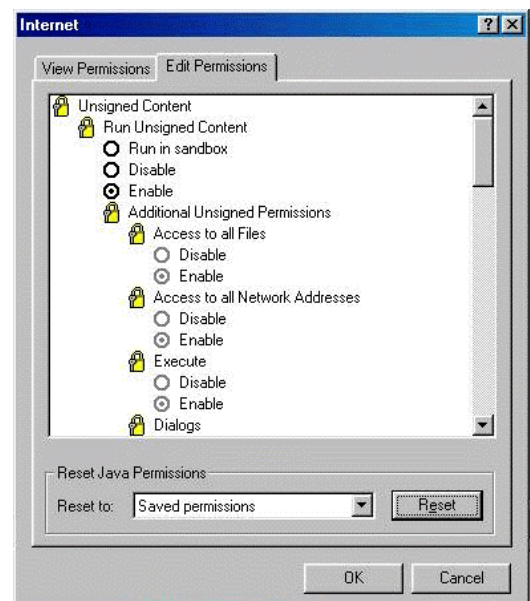 Internet
View Permissions Edit Permissions
Unsigned Content
Run Unsigned Content
Run in sandbox
Disable
Enable
Additional Unsigned Permissions
Access to all Files
Disable
Enable
Access to all Network Addresses
Disable
Enable
Execute
Disable
Enable
Dialogs
Reset Java Permissions
Reset to: Saved permissions Reset
OK Cancel